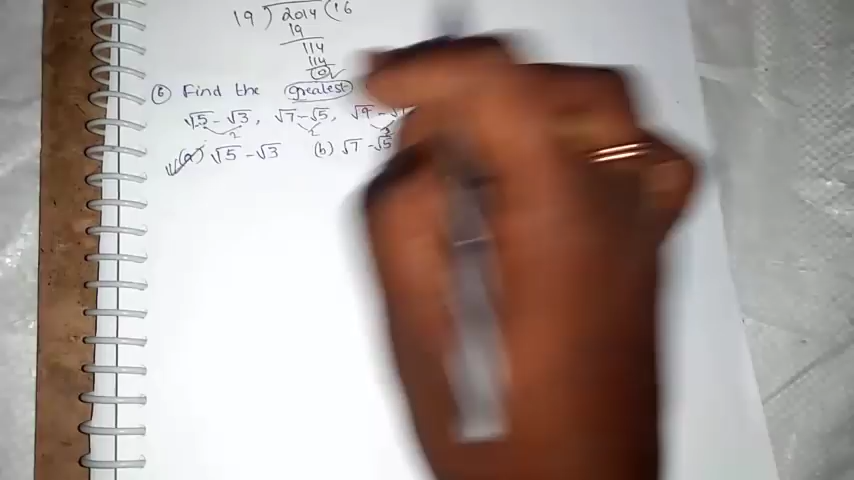 19 ) 2014 ( 16
19
114
114
0
⑥ Find the greatest
√5 - √3, √7 - √5, √9 - √7
2 2 2
(a) √5 - √3 (b) √7 - √5